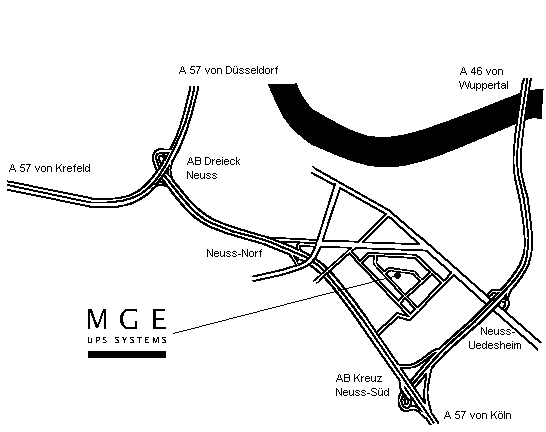 A 57 von Düsseldorf
A 46 von
Wuppertal
A 57 von Krefeld
AB Dreieck
Neuss
Neuss-Norf
MGE
UPS SYSTEMS
Neuss-
Uedesheim
AB Kreuz
Neuss-Süd
A 57 von Köln